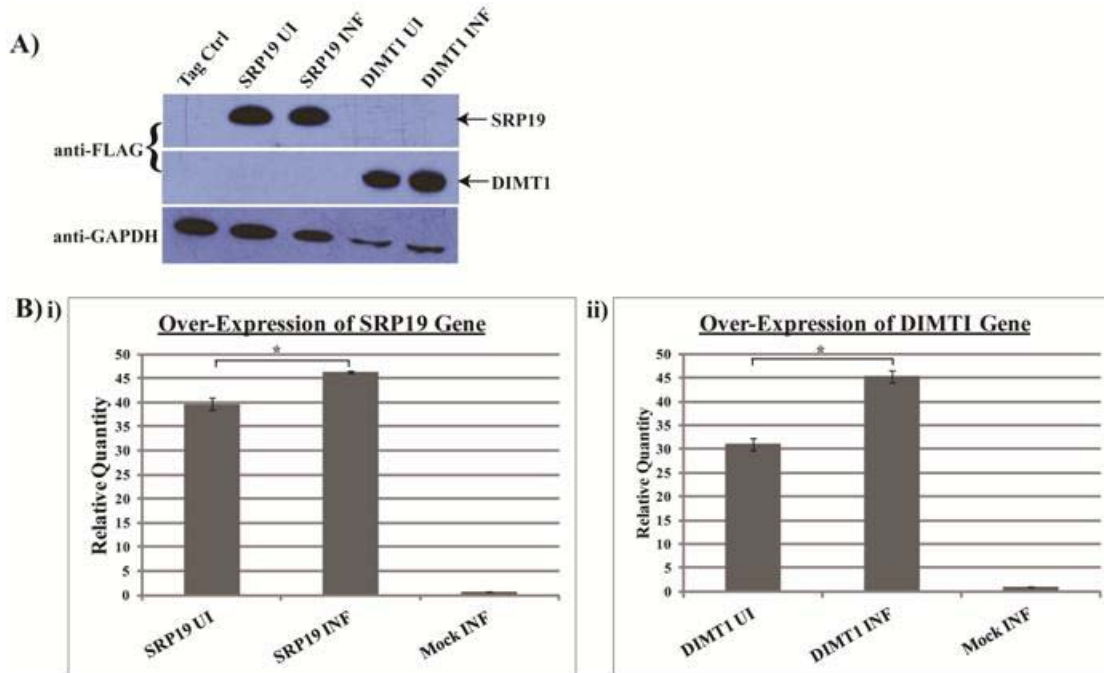 A)
Tag Ctrl
SRP19 UI
SRP19 INF
DIMT1 UI
DIMT1 INF
anti-FLAG
SRP19
DIMT1
anti-GAPDH
B) i)
Over-Expression of SRP19 Gene
*
Relative Quantity
50
45
40
35
30
25
20
15
10
5
0
SRP19 UI
SRP19 INF
Mock INF
ii)
Over-Expression of DIMTI Gene
*
Relative Quantity
50
45
40
35
30
25
20
15
10
5
0
DIMT1 UI
DIMT1 INF
Mock INF